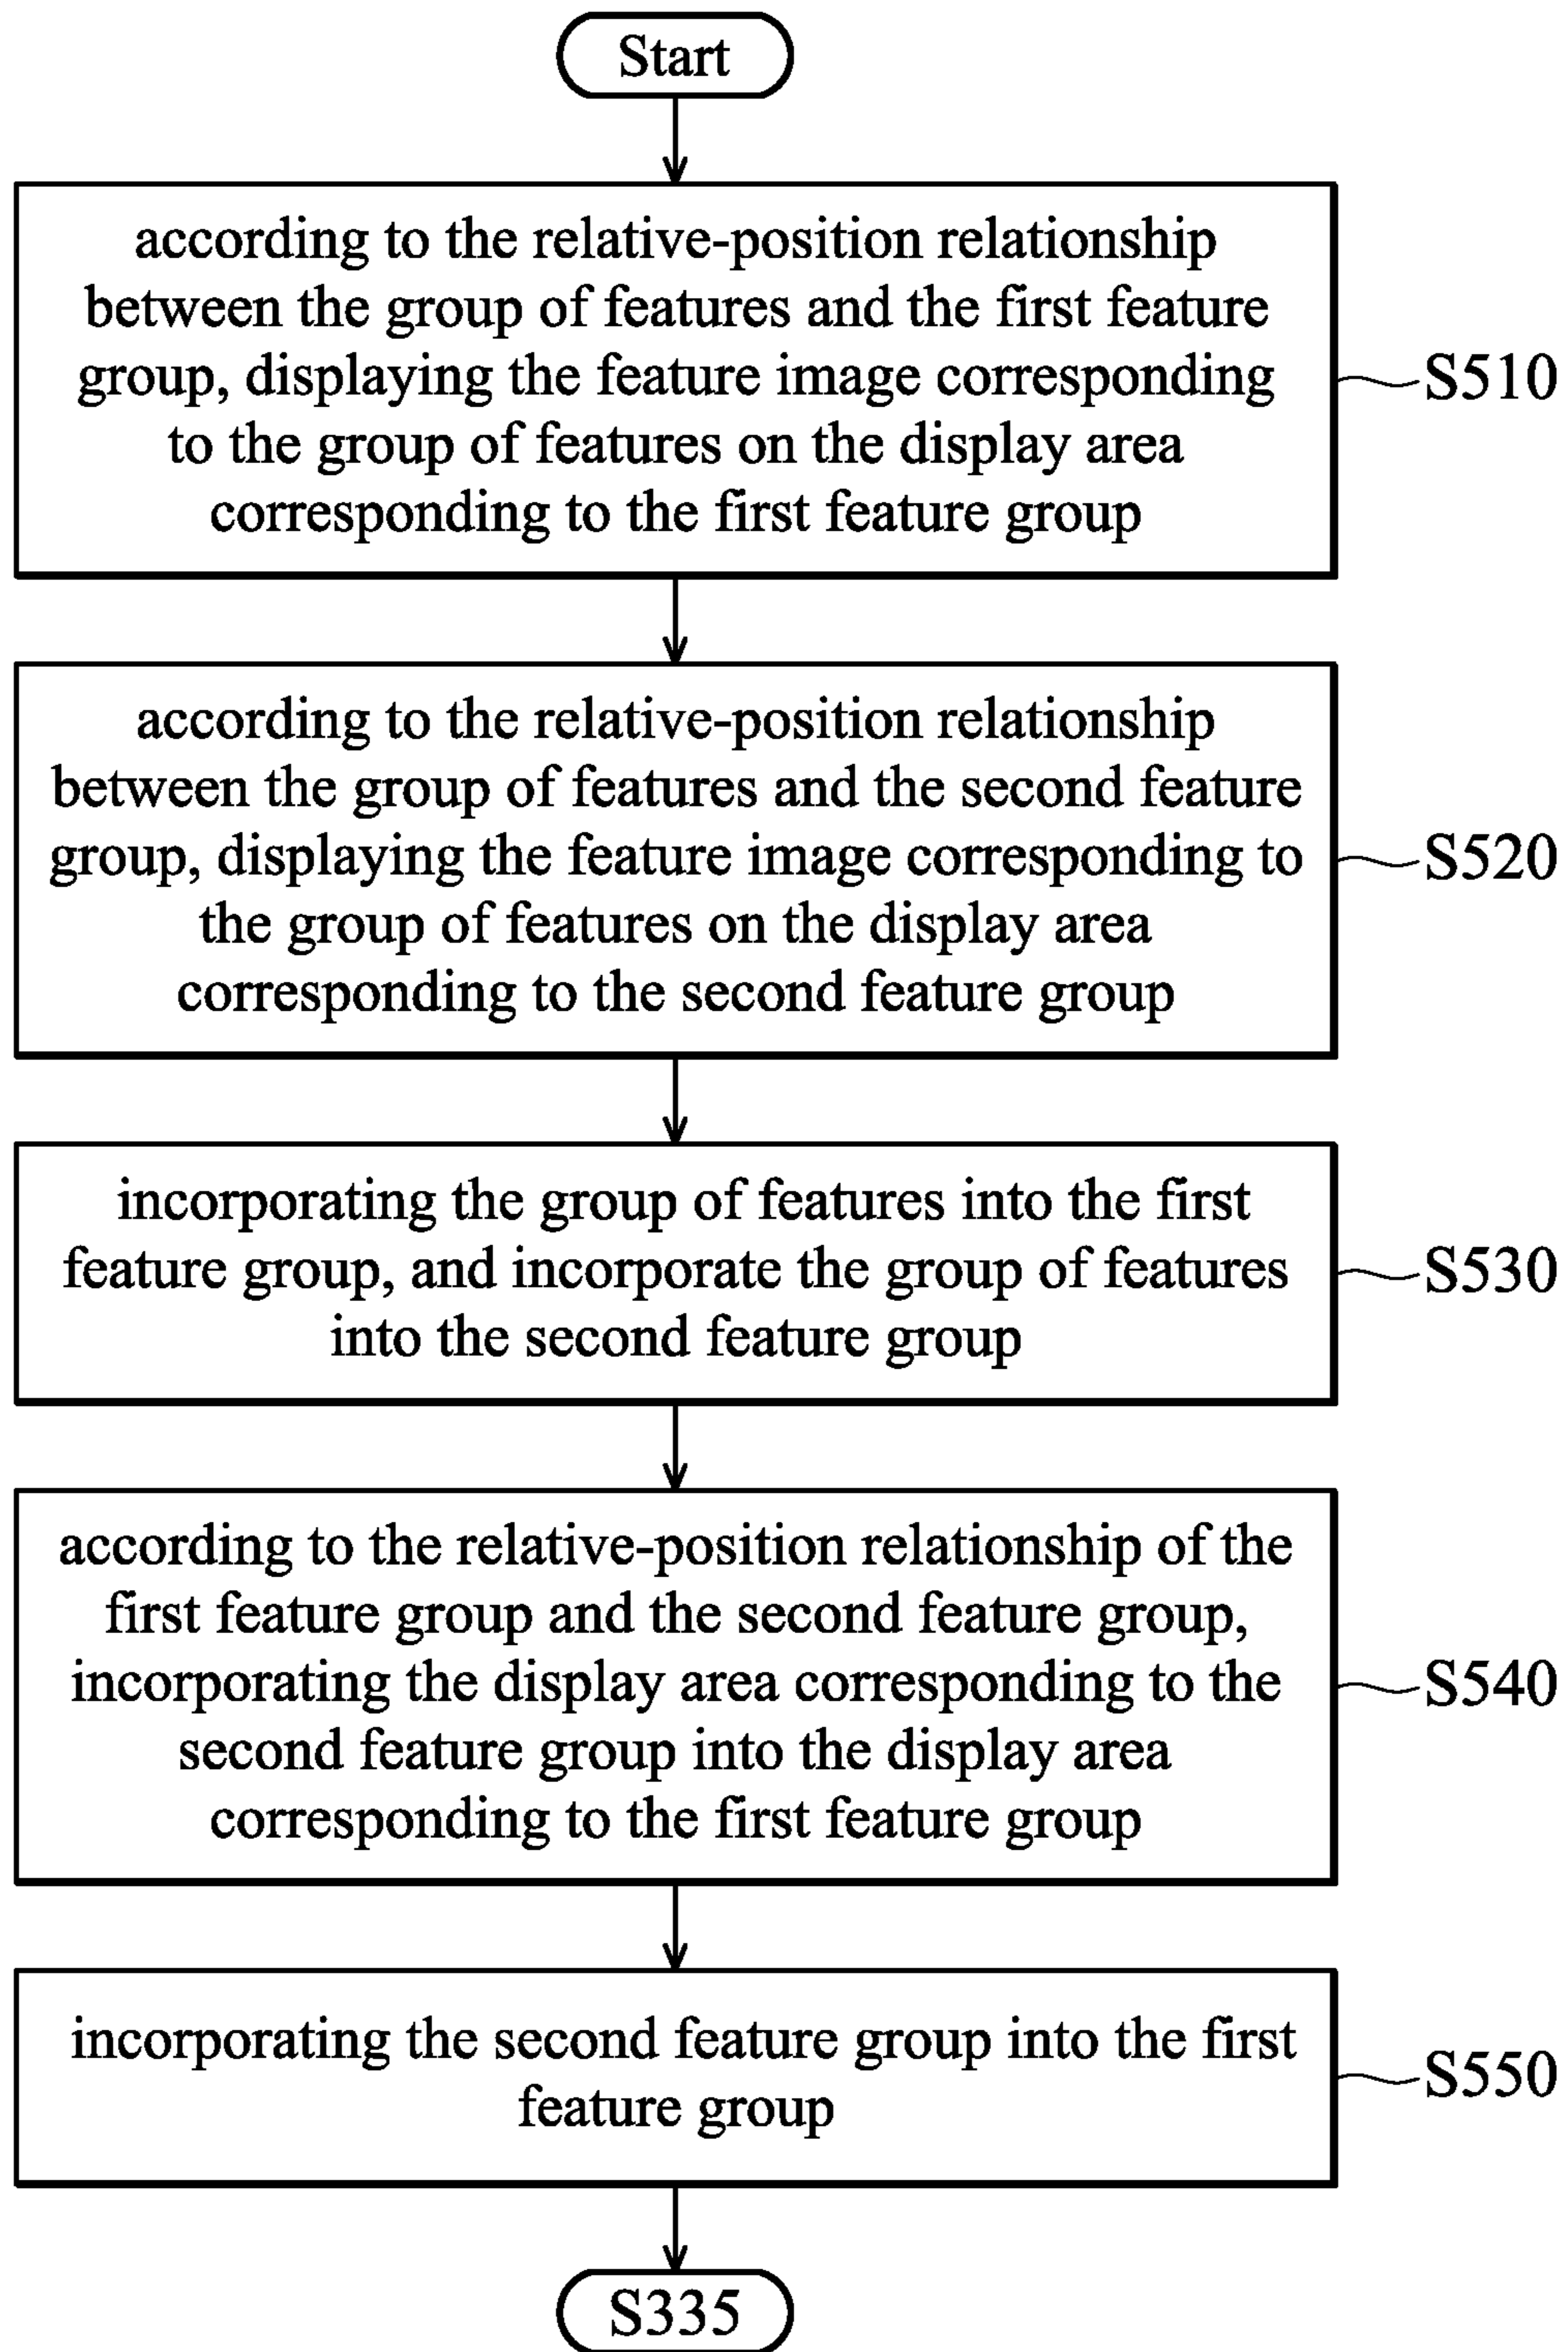 Start
according to the relative-position relationship
between the group of features and the first feature
group, displaying the feature image corresponding
to the group of features on the display area
corresponding to the first feature group
S510
according to the relative-position relationship
between the group of features and the second feature
group, displaying the feature image corresponding to
the group of features on the display area
corresponding to the second feature group
S520
incorporating the group of features into the first
feature group, and incorporate the group of features
into the second feature group
S530
according to the relative-position relationship of the
first feature group and the second feature group,
incorporating the display area corresponding to the
second feature group into the display area
corresponding to the first feature group
S540
incorporating the second feature group into the first
feature group
S550
S335